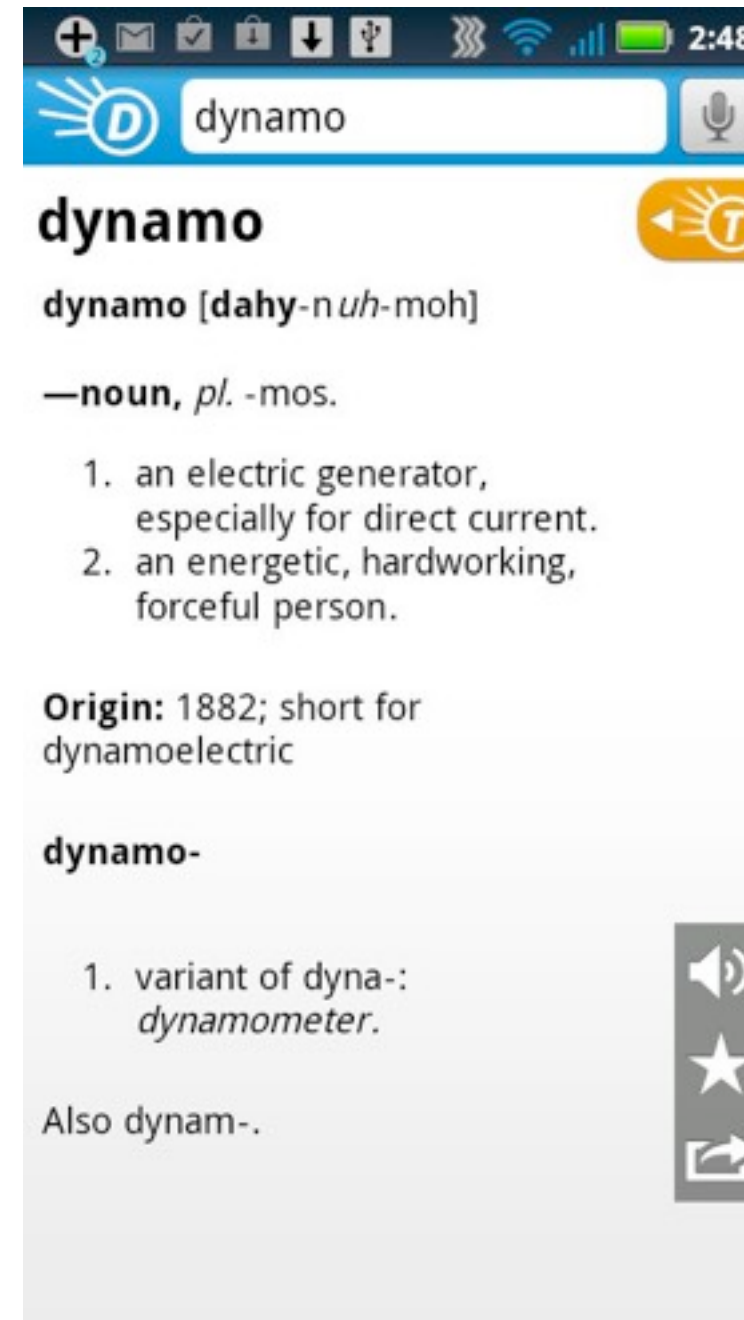 2:48
D dynamo
dynamo
T
dynamo [dahy-nuh-moh]
—noun, pl. -mos.
1. an electric generator,
especially for direct current.
2. an energetic, hardworking,
forceful person.
Origin: 1882; short for
dynamoelectric
dynamo-
1. variant of dyna-:
dynamometer.
Also dynam-.